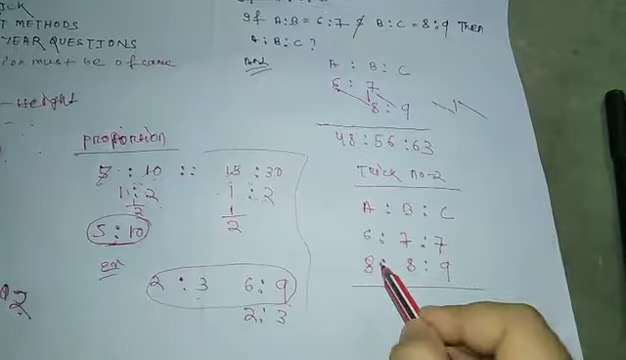 T METHODS
YEAR QUESTIONS
- Height
If A:B = 6:7 & B:C = 8:9 Then
A:B:C?
A : B : C
6 : 7
8 : 9
48 : 56 : 63
Trick no-2
A : B : C
6 : 7 : 7
8 : 8 : 9
proportion
5 : 10 :: 15 : 30
1 : 2 1 : 2
1/2 1/2
5 : 10
2 : 3 6 : 9
2 : 3